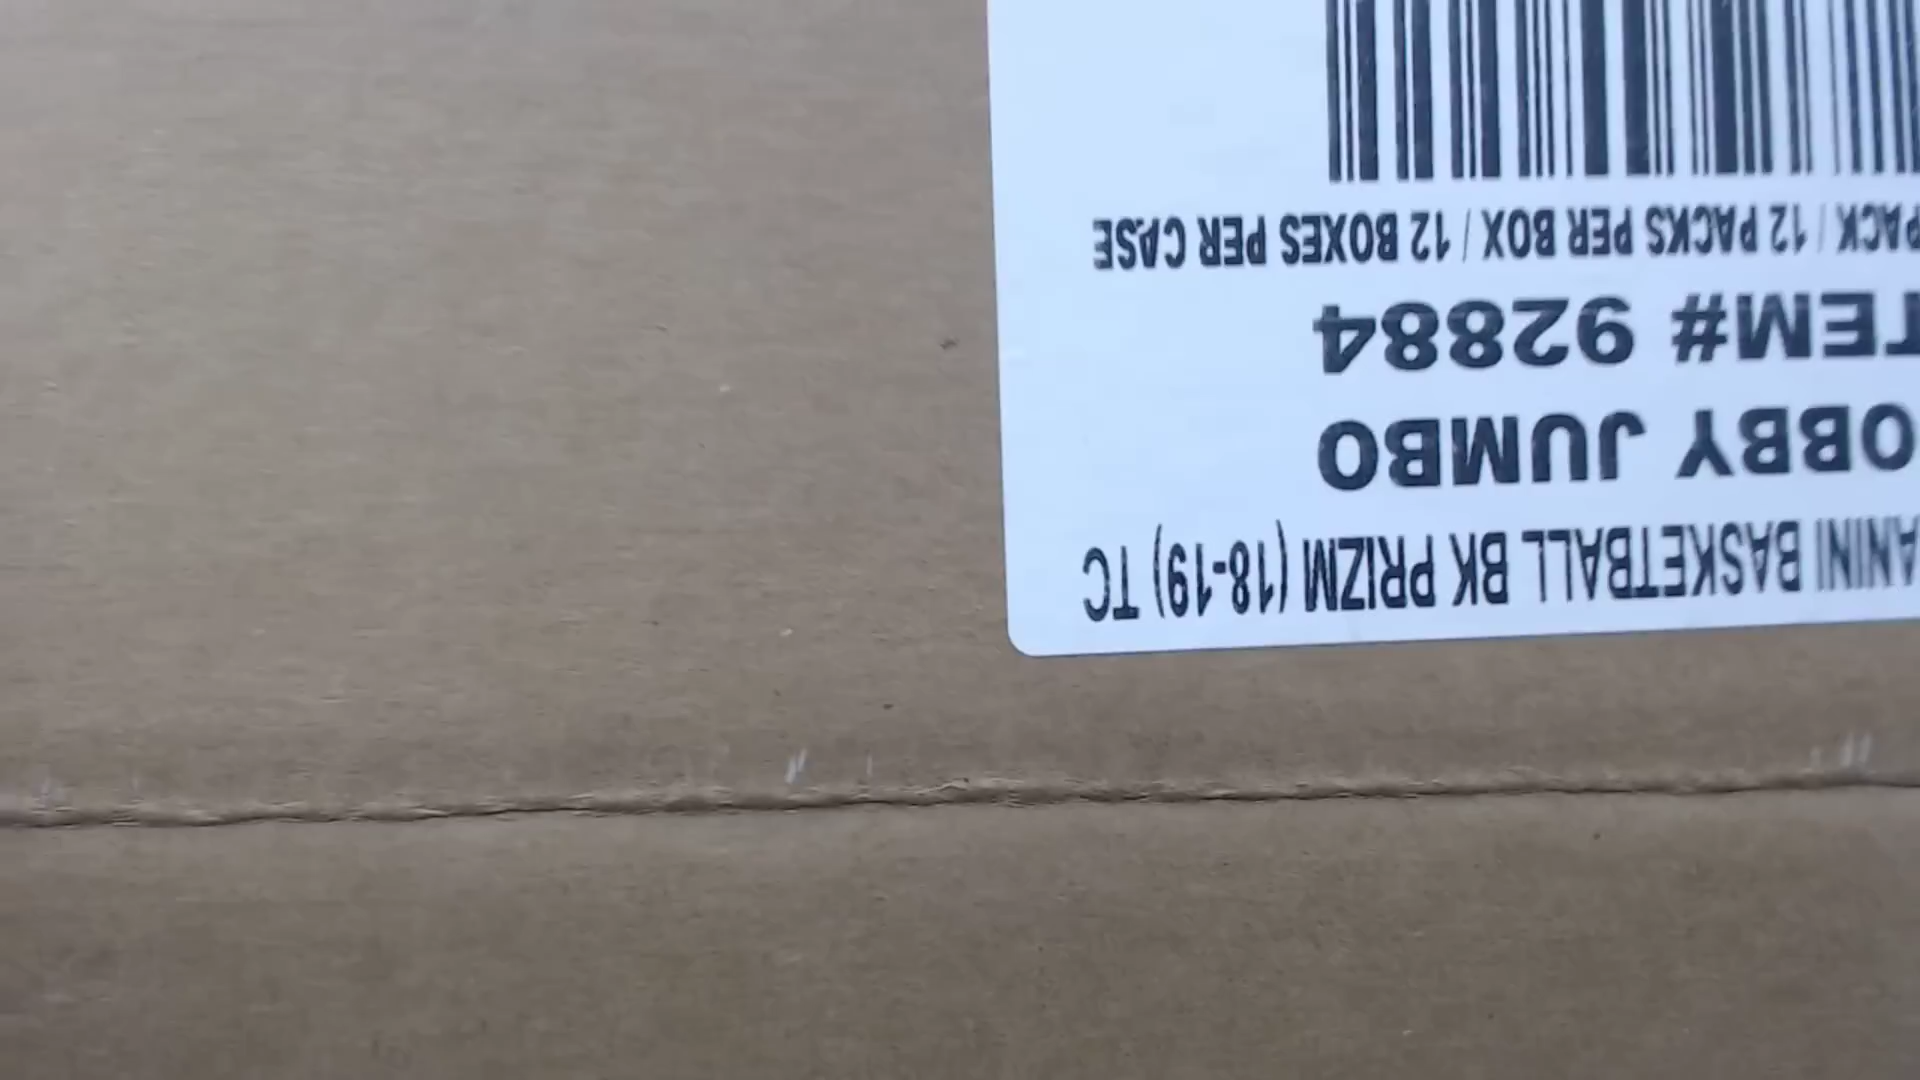 ANINI BASKETBALL BK PRIZM (18-19) TC
OBBY JUMBO
TEM# 92884
PACK / 12 PACKS PER BOX / 12 BOXES PER CASE